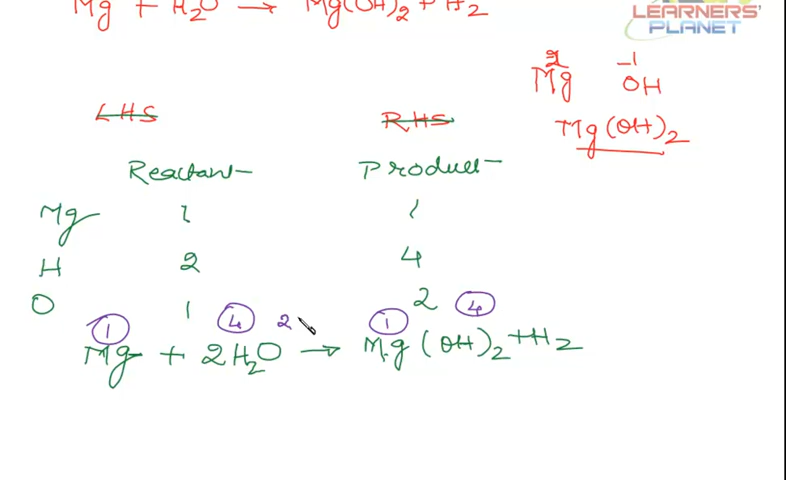 Mg + H₂O → Mg(OH)₂ + H₂
LEARNERS'
PLANET
2 -1
Mg OH
Mg(OH)₂
LHS RHS
Reactant Product
Mg 1 1
H 2 4
O 1 2
1 4 2 1 4
Mg + 2H₂O → Mg(OH)₂ + H₂